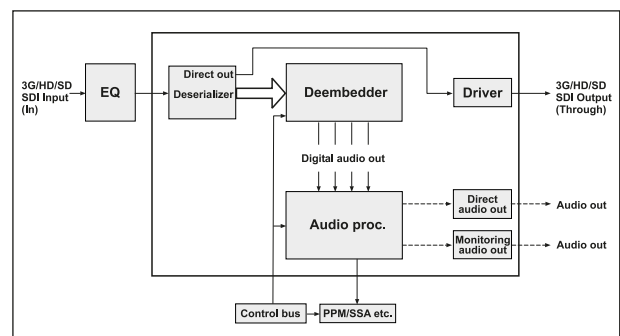 3G/HD/SD
SDI Input
(In)
EQ
Direct out
Deserializer
Deembedder
Driver
3G/HD/SD
SDI Output
(Through)
Digital audio out
Audio proc.
Direct
audio out
Audio out
Monitoring
audio out
Audio out
Control bus
PPM/SSA etc.